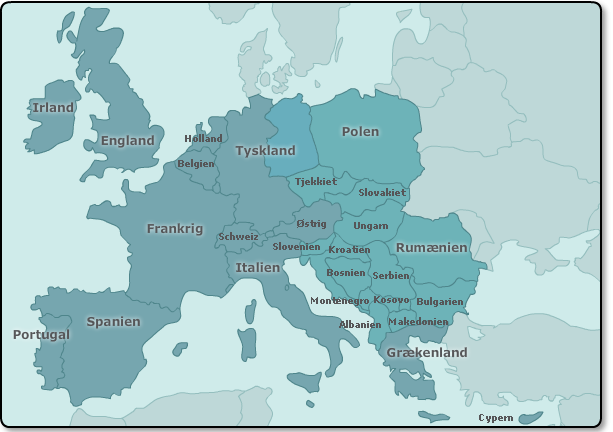 Irland
England
Holland
Belgien
Tyskland
Polen
Tjekkiet
Slovakiet
Frankrig
Schweiz
Østrig
Ungarn
Slovenien
Kroatien
Rumænien
Italien
Bosnien
Serbien
Montenegro
Kosovo
Bulgarien
Spanien
Portugal
Albanien
Makedonien
Grækenland
Cypern